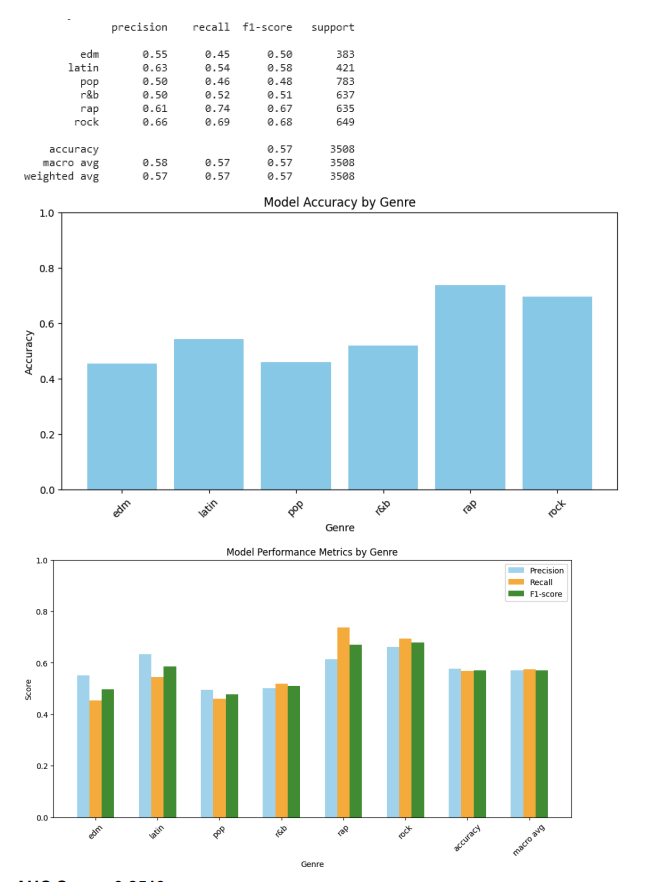 precision recall f1-score support
edm 0.55 0.45 0.50 383
latin 0.63 0.54 0.58 421
pop 0.50 0.46 0.48 783
r&b 0.50 0.52 0.51 637
rap 0.61 0.74 0.67 635
rock 0.66 0.69 0.68 649
accuracy 0.57 3508
macro avg 0.58 0.57 0.57 3508
weighted avg 0.57 0.57 0.57 3508
Model Accuracy by Genre
1.0
0.8
0.6
0.4
0.2
0.0
Accuracy
edm latin pop r&b rap rock
Genre
Model Performance Metrics by Genre
Precision
Recall
F1-score
1.0
0.8
0.6
0.4
0.2
0.0
Score
edm latin pop r&b rap rock accuracy macro avg
Genre